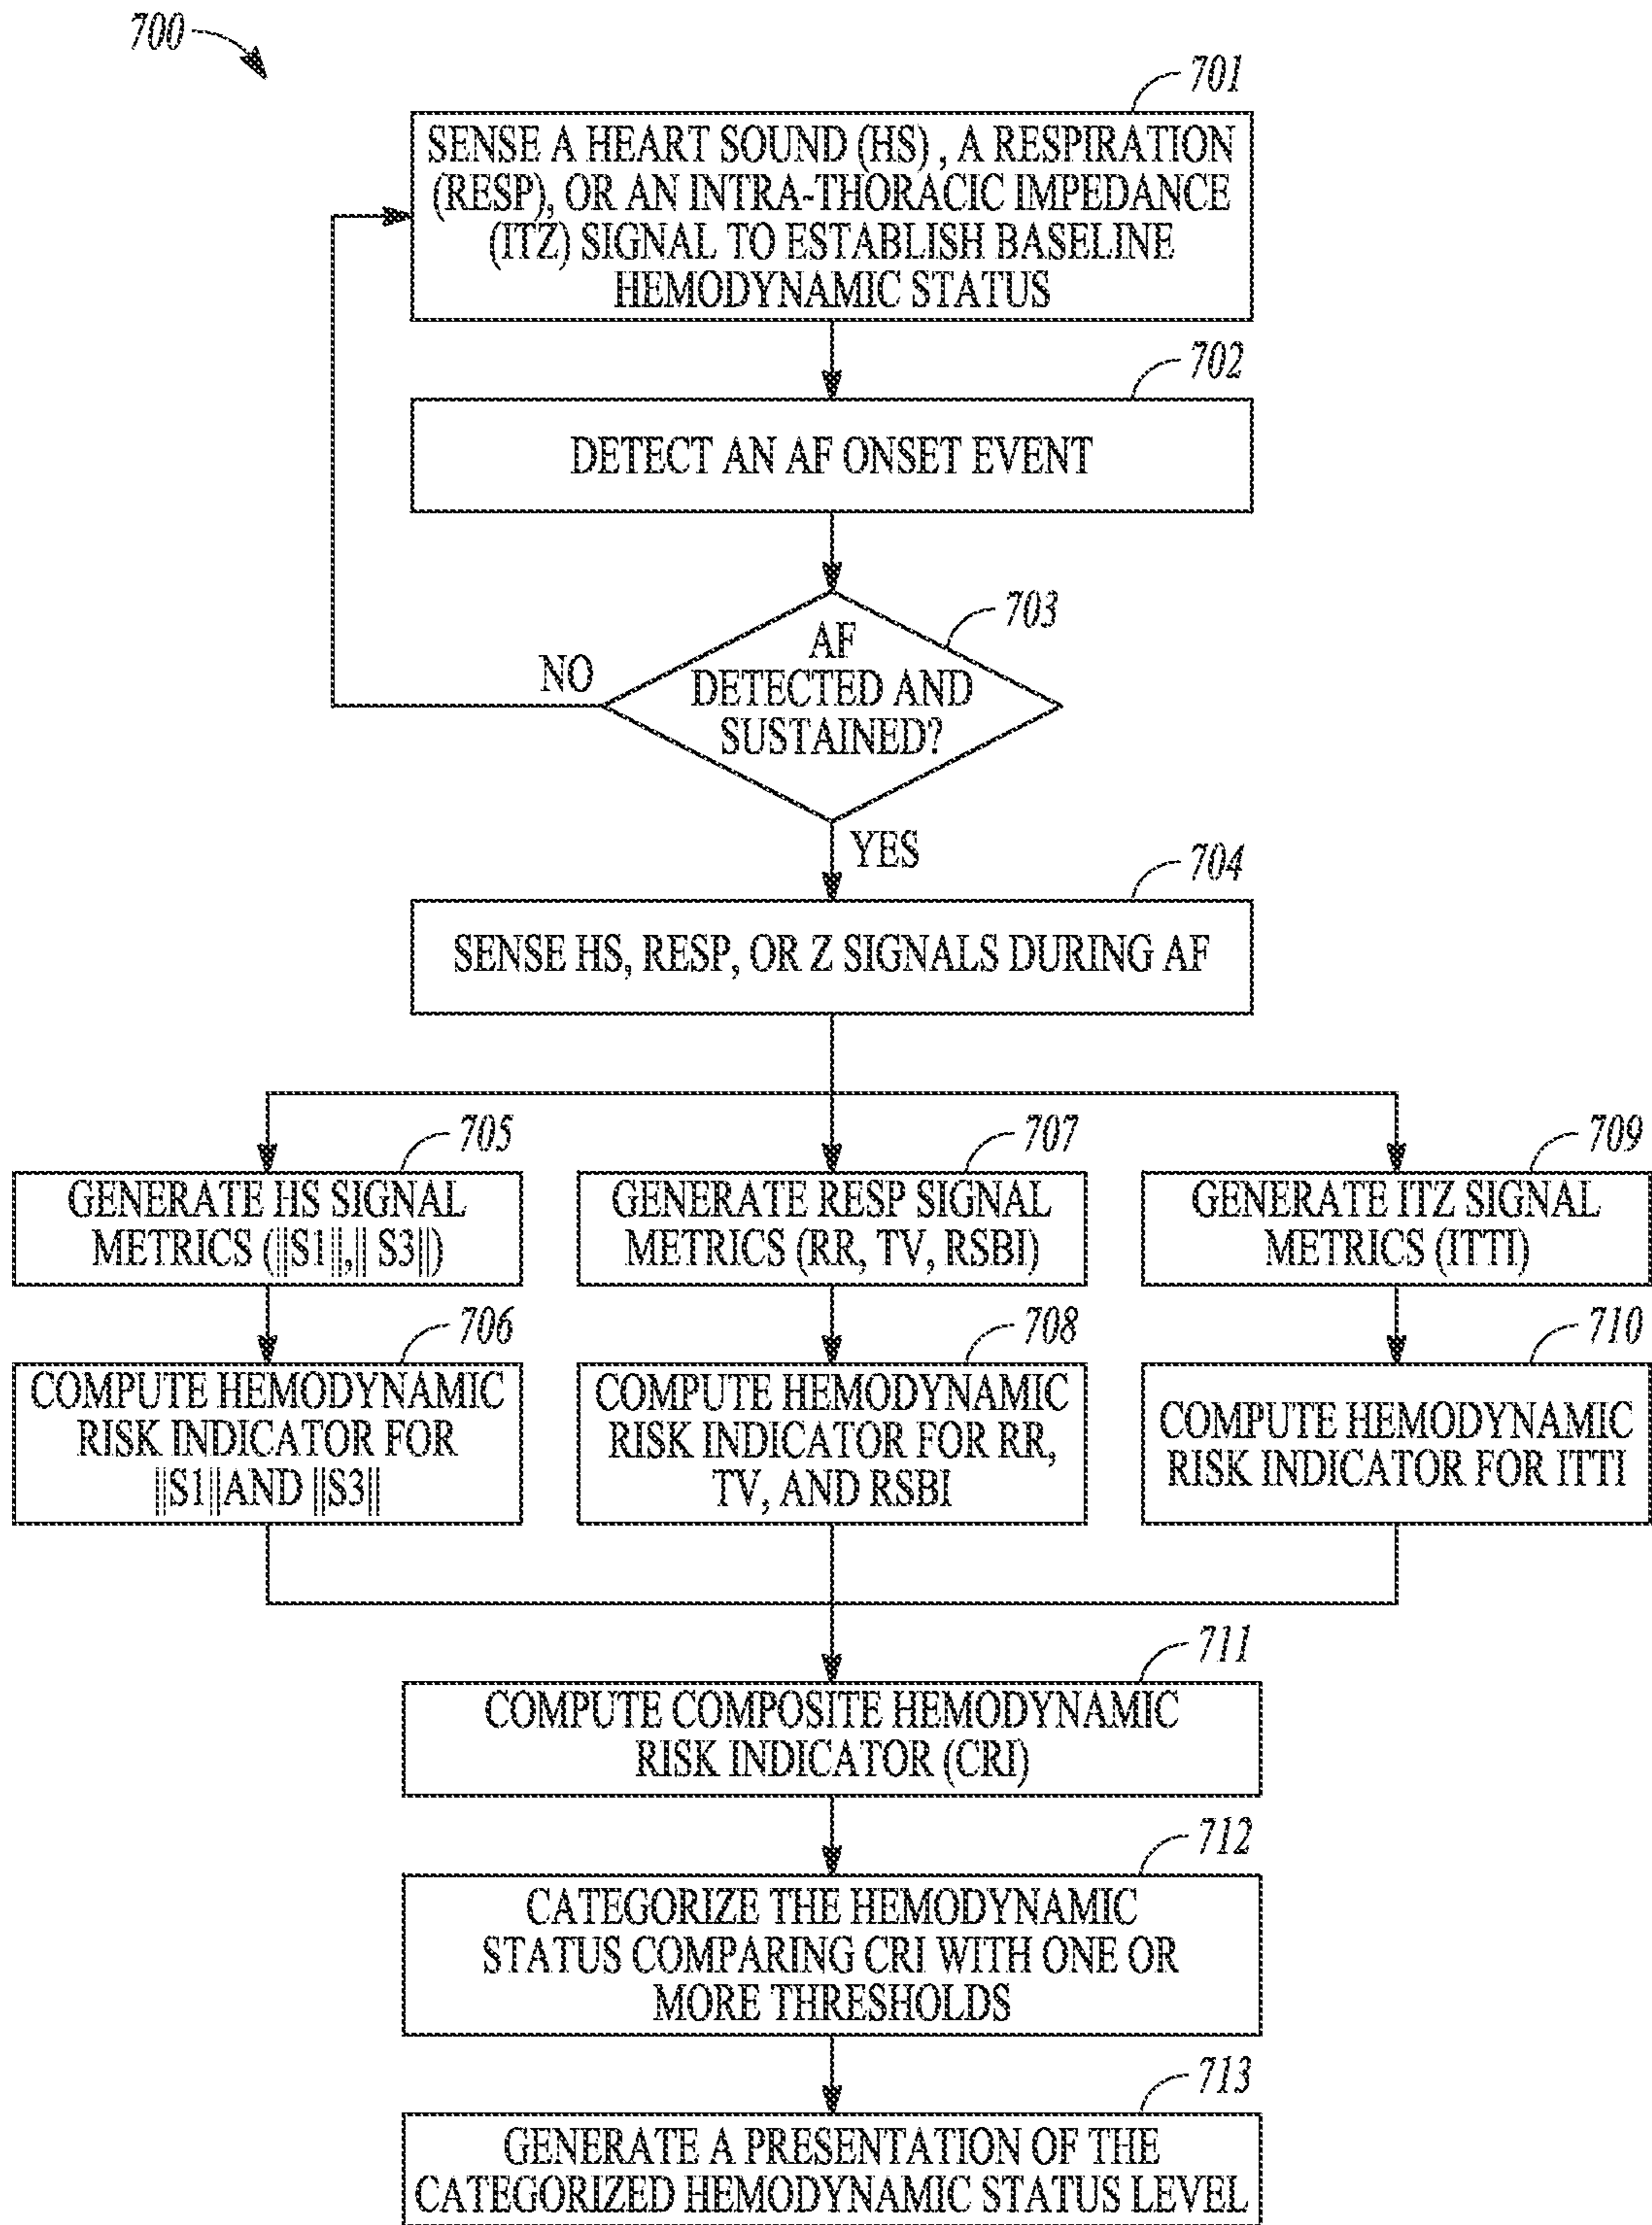 700
701
SENSE A HEART SOUND (HS) , A RESPIRATION
(RESP), OR AN INTRA-THORACIC IMPEDANCE
(ITZ) SIGNAL TO ESTABLISH BASELINE
HEMODYNAMIC STATUS
702
DETECT AN AF ONSET EVENT
703
AF
DETECTED AND
SUSTAINED?
NO
YES
704
SENSE HS, RESP, OR Z SIGNALS DURING AF
705
GENERATE HS SIGNAL
METRICS (||S1||,|| S3||)
707
GENERATE RESP SIGNAL
METRICS (RR, TV, RSBI)
709
GENERATE ITZ SIGNAL
METRICS (ITTI)
706
COMPUTE HEMODYNAMIC
RISK INDICATOR FOR
||S1||AND ||S3||
708
COMPUTE HEMODYNAMIC
RISK INDICATOR FOR RR,
TV, AND RSBI
710
COMPUTE HEMODYNAMIC
RISK INDICATOR FOR ITTI
711
COMPUTE COMPOSITE HEMODYNAMIC
RISK INDICATOR (CRI)
712
CATEGORIZE THE HEMODYNAMIC
STATUS COMPARING CRI WITH ONE OR
MORE THRESHOLDS
713
GENERATE A PRESENTATION OF THE
CATEGORIZED HEMODYNAMIC STATUS LEVEL